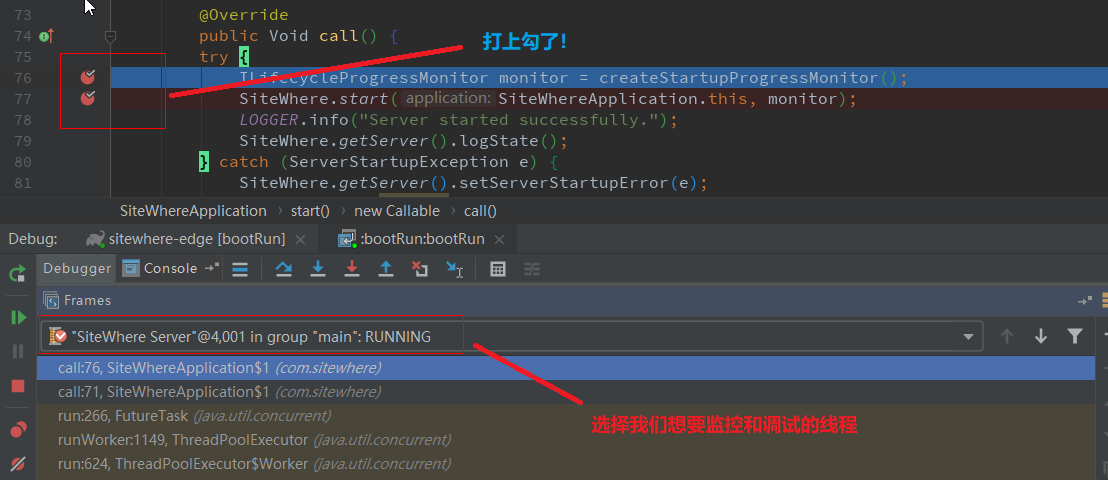 73 @Override
74 public Void call() {
75 try {
76 ILifecycleProgressMonitor monitor = createStartupProgressMonitor();
77 SiteWhere.start( application: SiteWhereApplication.this, monitor);
78 LOGGER.info("Server started successfully.");
79 SiteWhere.getServer().logState();
80 } catch (ServerStartupException e) {
81 SiteWhere.getServer().setServerStartupError(e);
打上勾了!
SiteWhereApplication › start() › new Callable › call()
Debug: sitewhere-edge [bootRun] × :bootRun:bootRun ×
Debugger Console
Frames
"SiteWhere Server"@4,001 in group "main": RUNNING
call:76, SiteWhereApplication$1 (com.sitewhere)
call:71, SiteWhereApplication$1 (com.sitewhere)
run:266, FutureTask (java.util.concurrent)
runWorker:1149, ThreadPoolExecutor (java.util.concurrent)
run:624, ThreadPoolExecutor$Worker (java.util.concurrent)
选择我们想要监控和调试的线程